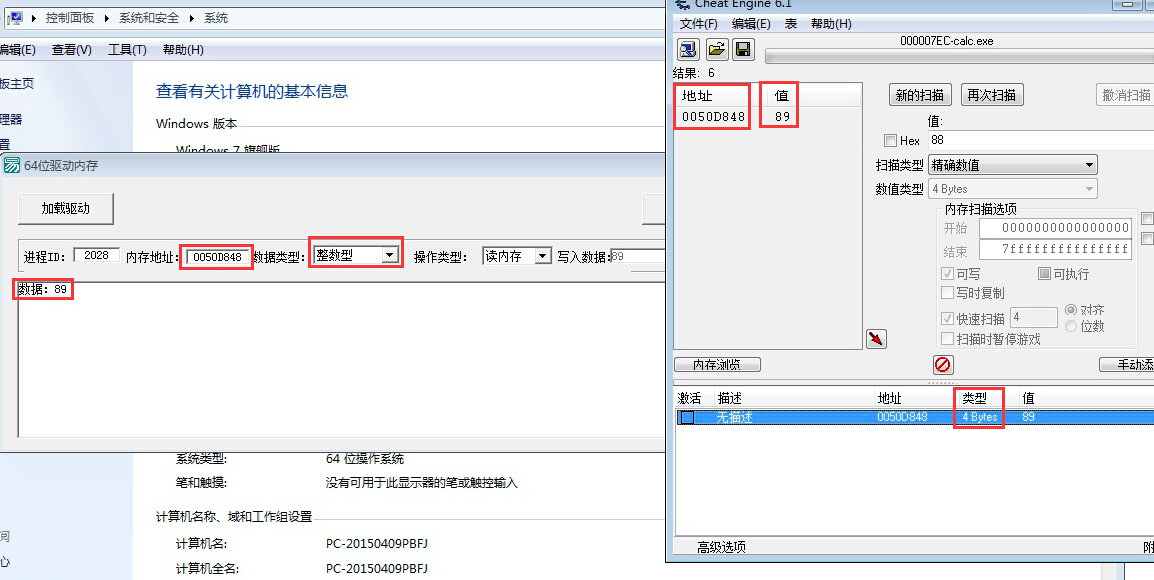 控制面板 系统和安全 系统
编辑(E) 查看(V) 工具(T) 帮助(H)
板主页
查看有关计算机的基本信息
理器
Windows 版本
置
Windows 7 旗舰版
64位驱动内存
加载驱动
进程ID: 2028 内存地址: 0050D848 数据类型: 整数型 操作类型: 读内存 写入数据: 89
数据: 89
系统类型: 64 位操作系统
笔和触摸: 没有可用于此显示器的笔或触控输入
计算机名称、域和工作组设置
阅
计算机名: PC-20150409PBFJ
心
计算机全名: PC-20150409PBFJ
Cheat Engine 6.1
文件(F) 编辑(E) 表 帮助(H)
000007EC-calc.exe
结果: 6
地址 值
0050D848 89
新的扫描 再次扫描 撤消扫描
值:
Hex 88
扫描类型 精确数值
数值类型 4 Bytes
内存扫描选项
开始 0000000000000000
结束 7fffffffffffffff
可写 可执行
写时复制
快速扫描 4 对齐
位数
扫描时暂停游戏
内存浏览 手动添
激活 描述 地址 类型 值
无描述 0050D848 4 Bytes 89
高级选项 附